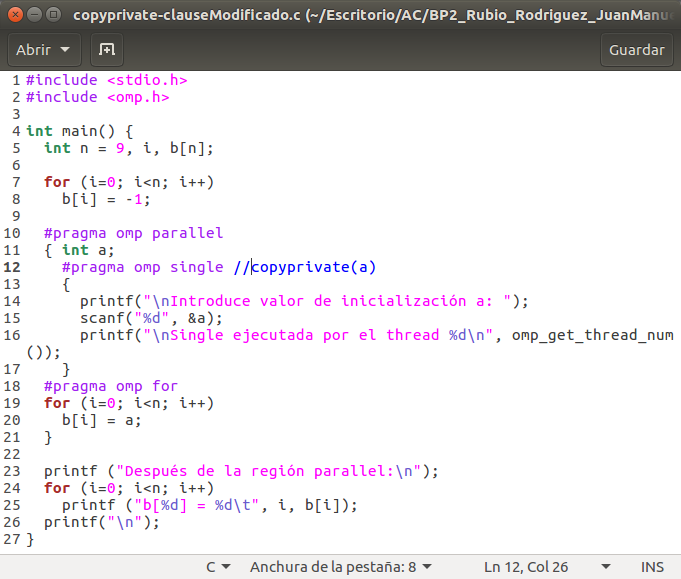 copyprivate-clauseModificado.c (~/Escritorio/AC/BP2_Rubio_Rodriguez_JuanManue
Abrir Guardar
1 #include <stdio.h>
2 #include <omp.h>
3
4 int main() {
5   int n = 9, i, b[n];
6
7   for (i=0; i<n; i++)
8     b[i] = -1;
9
10   #pragma omp parallel
11   { int a;
12     #pragma omp single //copyprivate(a)
13     {
14       printf("\nIntroduce valor de inicialización a: ");
15       scanf("%d", &a);
16       printf("\nSingle ejecutada por el thread %d\n", omp_get_thread_num
());
17     }
18   #pragma omp for
19   for (i=0; i<n; i++)
20     b[i] = a;
21   }
22
23   printf ("Después de la región parallel:\n");
24   for (i=0; i<n; i++)
25     printf ("b[%d] = %d\t", i, b[i]);
26   printf("\n");
27 }
C Anchura de la pestaña: 8 Ln 12, Col 26 INS